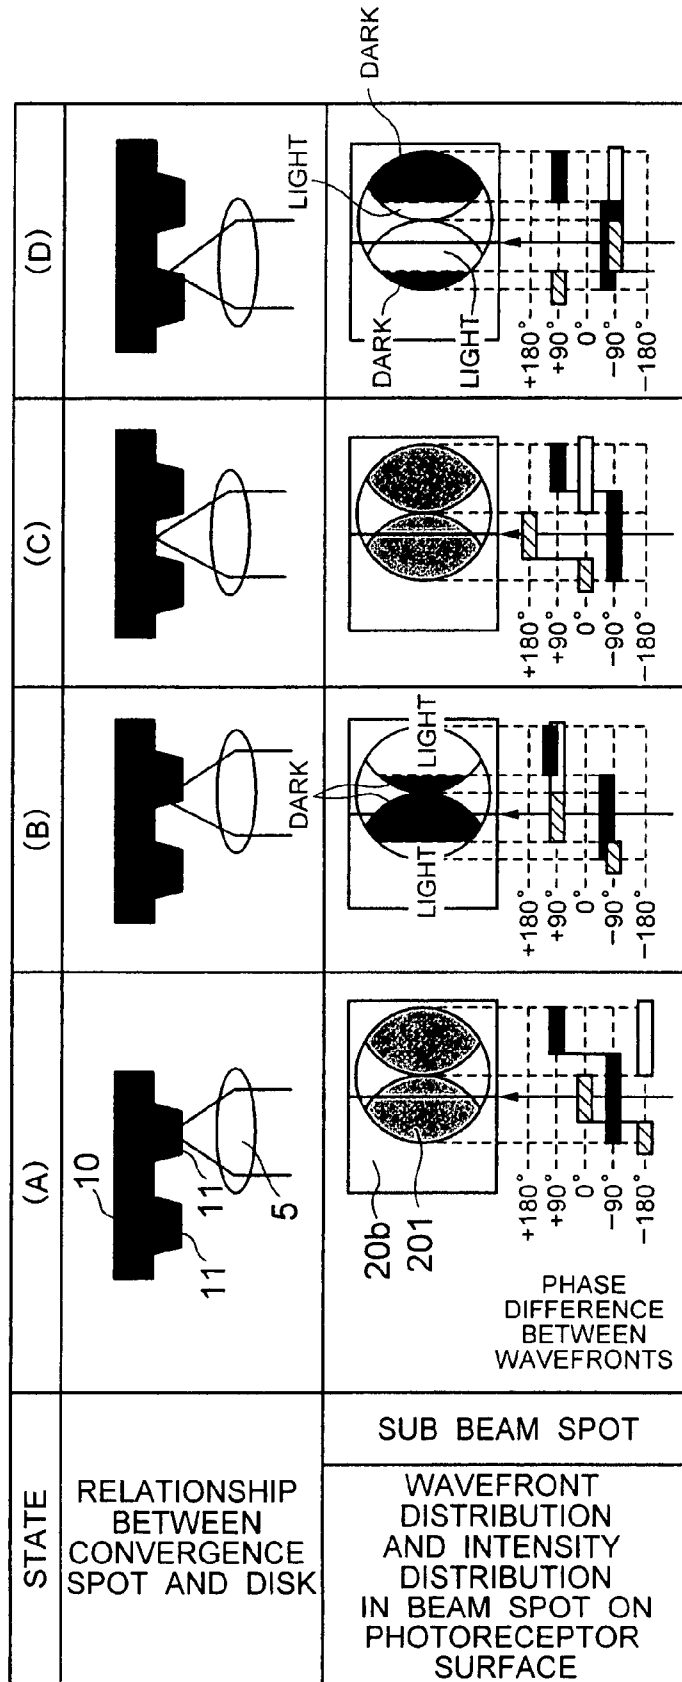 STATE
(A)
(B)
(C)
(D)
RELATIONSHIP
BETWEEN
CONVERGENCE
SPOT AND DISK
10
11
11
5
WAVEFRONT
DISTRIBUTION
AND INTENSITY
DISTRIBUTION
IN BEAM SPOT ON
PHOTORECEPTOR
SURFACE
SUB BEAM SPOT
20b
201
PHASE
DIFFERENCE
BETWEEN
WAVEFRONTS
+180°
+90°
0°
-90°
-180°
DARK
LIGHT
LIGHT
+180°
+90°
0°
-90°
-180°
+180°
+90°
0°
-90°
-180°
LIGHT
DARK
DARK
LIGHT
+180°
+90°
0°
-90°
-180°